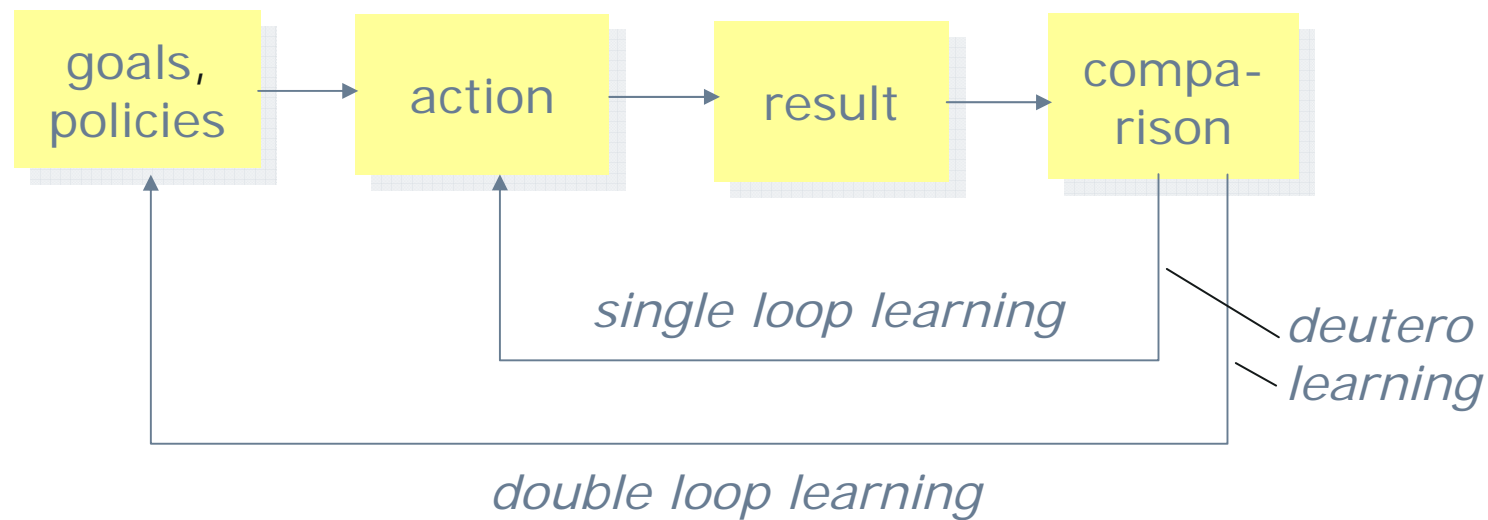 goals,
policies
action
result
compa-
rison
single loop learning
deutero
learning
double loop learning